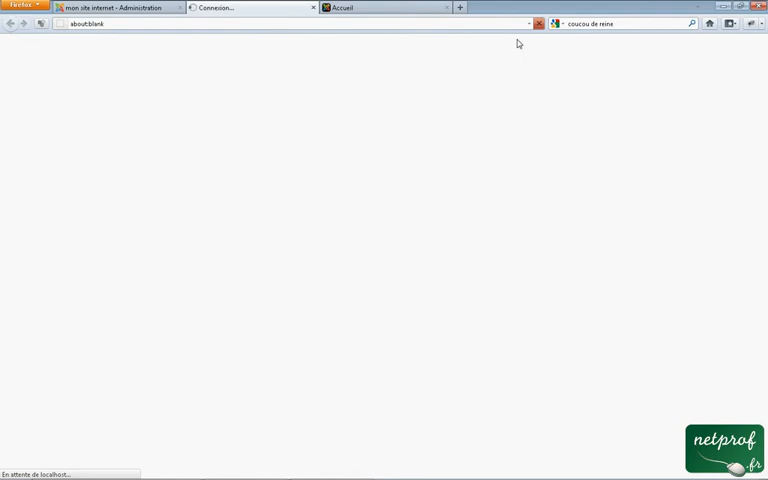 Firefox
mon site internet - Administration
Connexion...
Accueil
about:blank
coucou de reine
En attente de localhost...
netprof
.fr